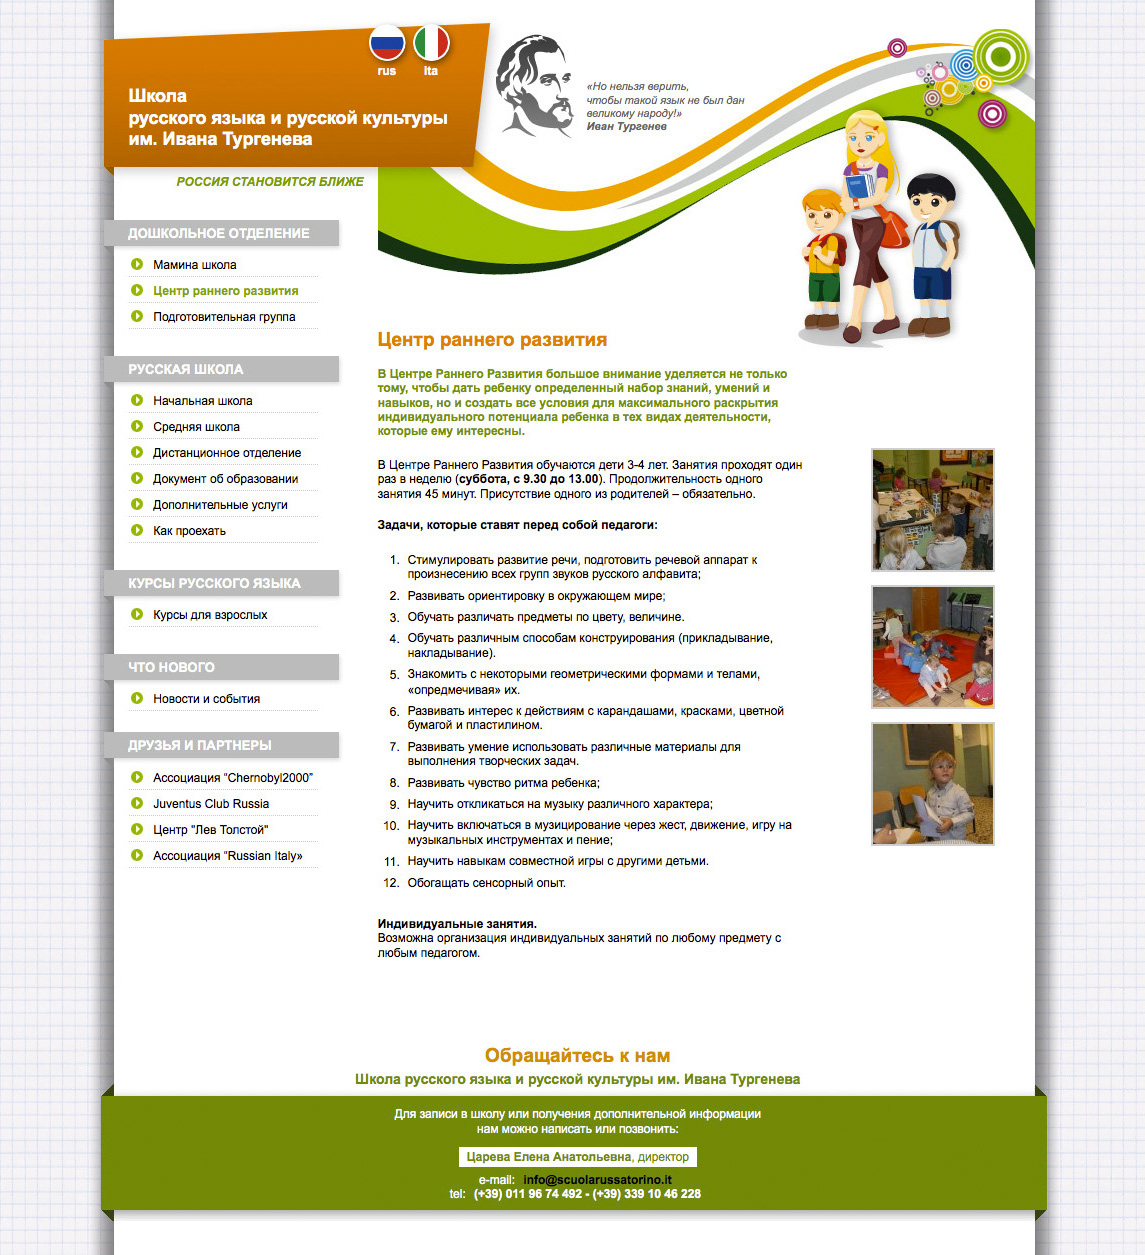 rus ita
Школа
русского языка и русской культуры
им. Ивана Тургенева
«Но нельзя верить,
чтобы такой язык не был дан
великому народу!»
Иван Тургенев
РОССИЯ СТАНОВИТСЯ БЛИЖЕ
ДОШКОЛЬНОЕ ОТДЕЛЕНИЕ
Мамина школа
Центр раннего развития
Подготовительная группа
РУССКАЯ ШКОЛА
Начальная школа
Средняя школа
Дистанционное отделение
Документ об образовании
Дополнительные услуги
Как проехать
КУРСЫ РУССКОГО ЯЗЫКА
Курсы для взрослых
ЧТО НОВОГО
Новости и события
ДРУЗЬЯ И ПАРТНЕРЫ
Ассоциация "Chernobyl2000"
Juventus Club Russia
Центр "Лев Толстой"
Ассоциация "Russian Italy»
Центр раннего развития
В Центре Раннего Развития большое внимание уделяется не только
тому, чтобы дать ребенку определенный набор знаний, умений и
навыков, но и создать все условия для максимального раскрытия
индивидуального потенциала ребенка в тех видах деятельности,
которые ему интересны.
В Центре Раннего Развития обучаются дети 3-4 лет. Занятия проходят один
раз в неделю (суббота, с 9.30 до 13.00). Продолжительность одного
занятия 45 минут. Присутствие одного из родителей – обязательно.
Задачи, которые ставят перед собой педагоги:
1. Стимулировать развитие речи, подготовить речевой аппарат к
произнесению всех групп звуков русского алфавита;
2. Развивать ориентировку в окружающем мире;
3. Обучать различать предметы по цвету, величине.
4. Обучать различным способам конструирования (прикладывание,
накладывание).
5. Знакомить с некоторыми геометрическими формами и телами,
«опредмечивая» их.
6. Развивать интерес к действиям с карандашами, красками, цветной
бумагой и пластилином.
7. Развивать умение использовать различные материалы для
выполнения творческих задач.
8. Развивать чувство ритма ребенка;
9. Научить откликаться на музыку различного характера;
10. Научить включаться в музицирование через жест, движение, игру на
музыкальных инструментах и пение;
11. Научить навыкам совместной игры с другими детьми.
12. Обогащать сенсорный опыт.
Индивидуальные занятия.
Возможна организация индивидуальных занятий по любому предмету с
любым педагогом.
Обращайтесь к нам
Школа русского языка и русской культуры им. Ивана Тургенева
Для записи в школу или получения дополнительной информации
нам можно написать или позвонить:
Царева Елена Анатольевна, директор
e-mail: info@scuolarussatorino.it
tel: (+39) 011 96 74 492 - (+39) 339 10 46 228